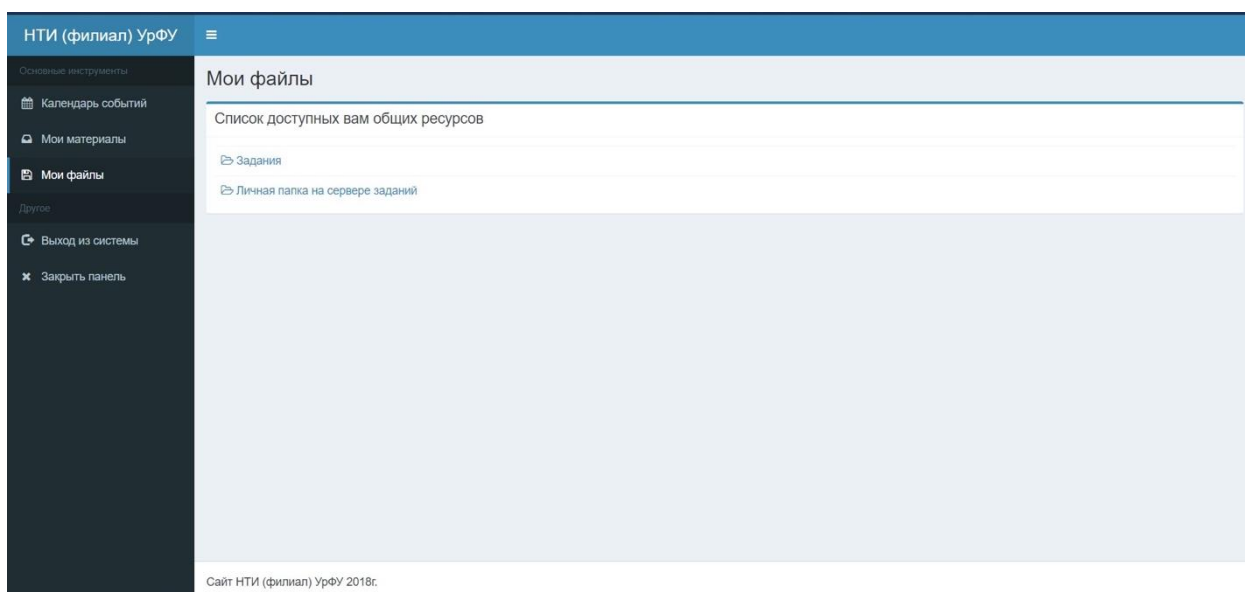 НТИ (филиал) УрФУ
Основные инструменты
Календарь событий
Мои материалы
Мои файлы
Другое
Выход из системы
Закрыть панель
Мои файлы
Список доступных вам общих ресурсов
Задания
Личная папка на сервере заданий
Сайт НТИ (филиал) УрФУ 2018г.